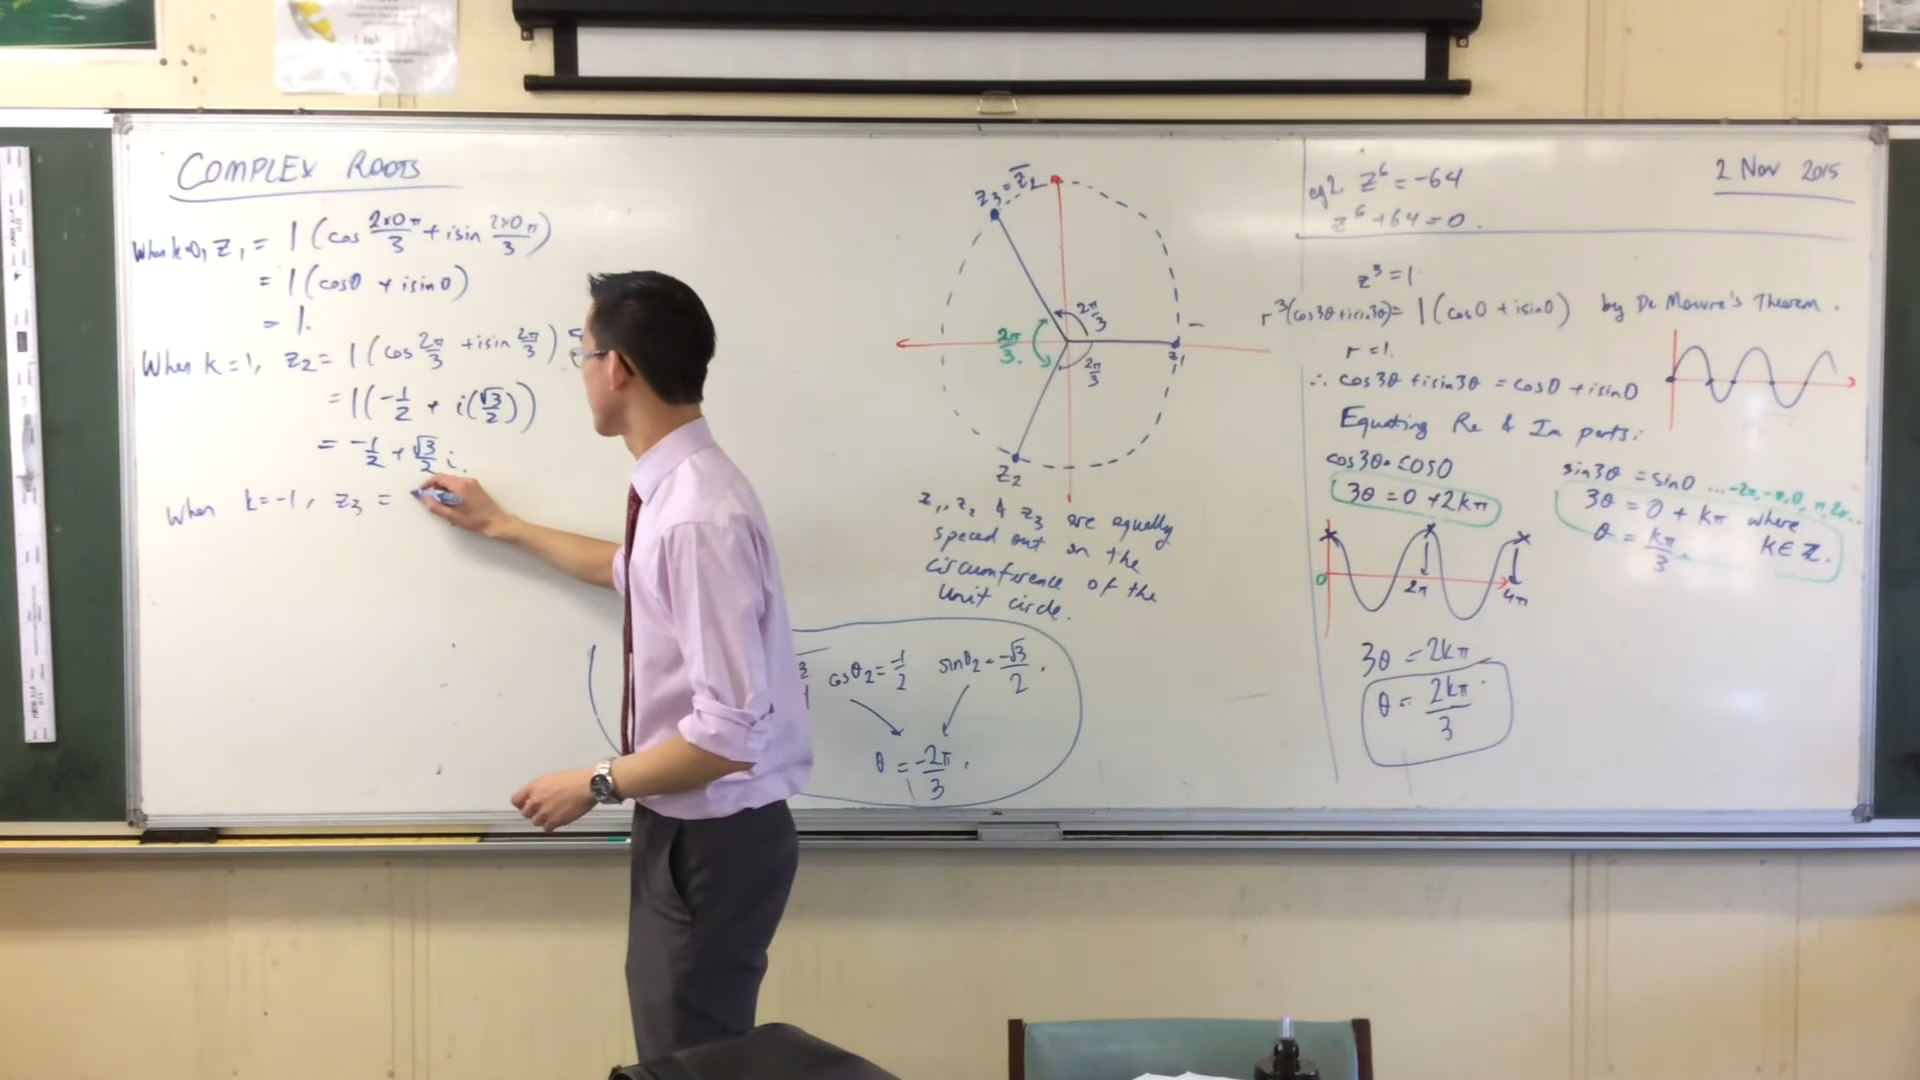 COMPLEX ROOTS
When k=0, z₁ = 1(cos 2×0π/3 + isin 2×0π/3)
= 1(cos0 + isin0)
= 1.
When k=1, z₂ = 1(cos 2π/3 + isin 2π/3)
= 1(-1/2 + i(√3/2))
= -1/2 + √3/2 i.
When k=-1, z₃ =
z₃ = z̄₂
2π/3
2π/3.
2π/3
z₁
z₂
z₁, z₂ & z₃ are equally
spaced out on the
circumference of the
unit circle.
cosθ₂ = -1/2 sinθ₂ = -√3/2.
θ = -2π/3.
eg2. z⁶ = -64
z⁶ + 64 = 0.
2 Nov 2015
z³ = 1
r³(cos3θ + isin3θ) = 1(cos0 + isin0) by De Moivre's Theorem.
r = 1.
∴ cos3θ + isin3θ = cos0 + isin0
Equating Re & Im parts:
cos3θ = cos0
3θ = 0 + 2kπ
0 2π 4π
3θ = 2kπ
θ = 2kπ/3
sin3θ = sin0 ...-2π, -π, 0, π, 2π...
3θ = 0 + kπ where
θ = kπ/3. k∈Z.